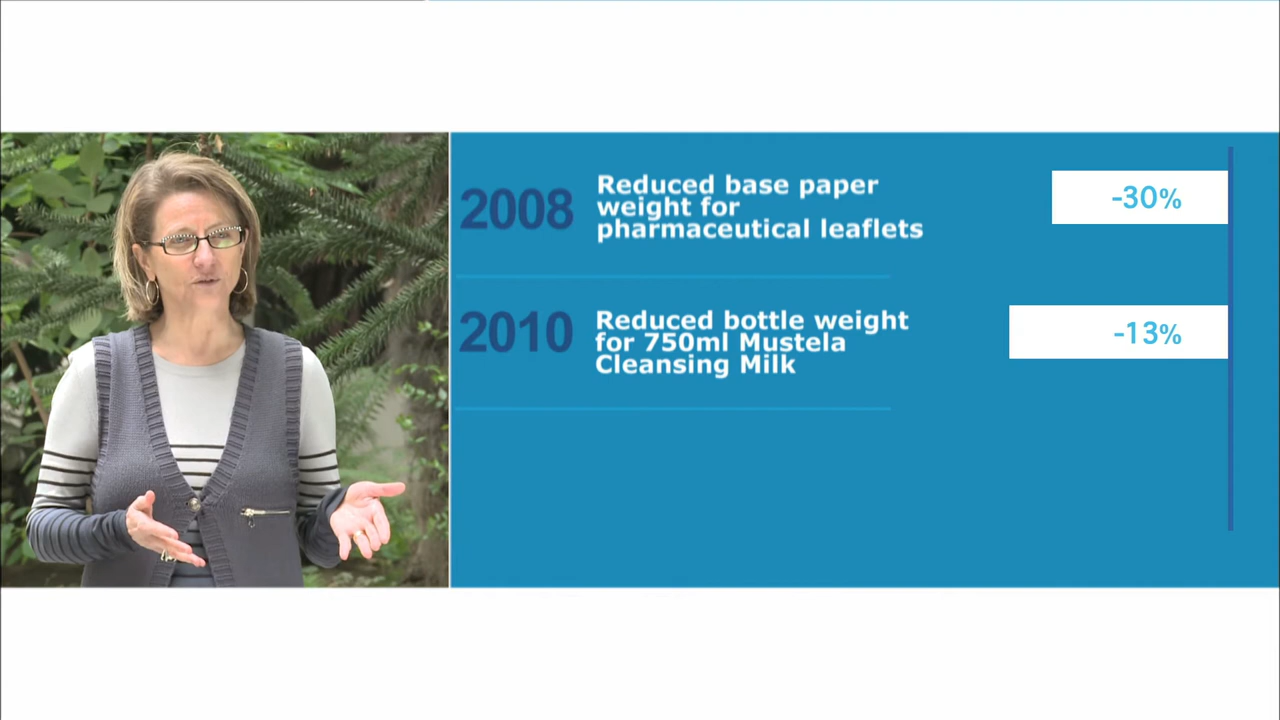 2008
Reduced base paper
weight for
pharmaceutical leaflets
-30%
2010
Reduced bottle weight
for 750ml Mustela
Cleansing Milk
-13%